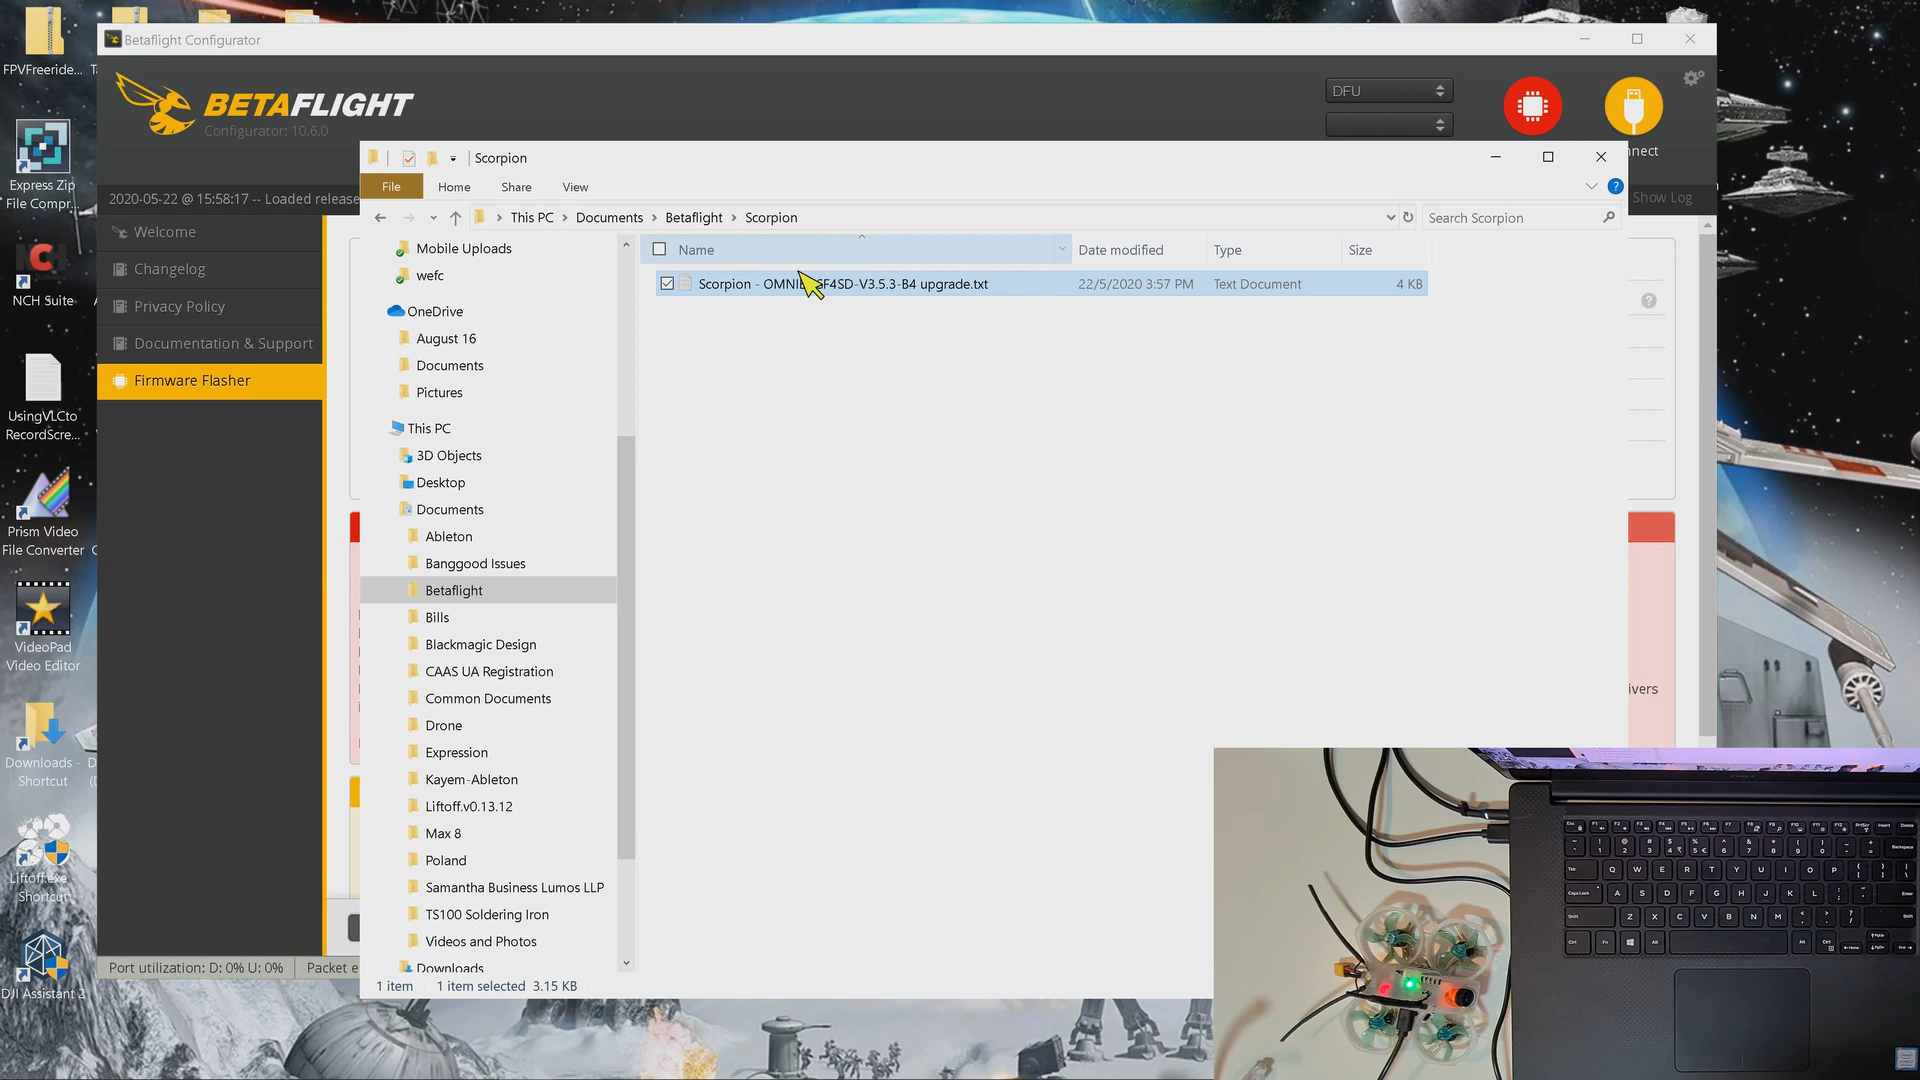 FPVFreeride...
Express Zip
File Compr...
NCH Suite
UsingVLCto
RecordScre...
Prism Video
File Converter
VideoPad
Video Editor
Downloads -
Shortcut
Liftoff.exe -
Shortcut
DJI Assistant 2
Betaflight Configurator
BETAFLIGHT
Configurator: 10.6.0
DFU
nnect
2020-05-22 @ 15:58:17 -- Loaded release
Show Log
Welcome
Changelog
Privacy Policy
Documentation & Support
Firmware Flasher
ivers
Port utilization: D: 0% U: 0%
Packet e
Scorpion
File
Home
Share
View
This PC
Documents
Betaflight
Scorpion
Search Scorpion
Mobile Uploads
wefc
OneDrive
August 16
Documents
Pictures
This PC
3D Objects
Desktop
Documents
Ableton
Banggood Issues
Betaflight
Bills
Blackmagic Design
CAAS UA Registration
Common Documents
Drone
Expression
Kayem-Ableton
Liftoff.v0.13.12
Max 8
Poland
Samantha Business Lumos LLP
TS100 Soldering Iron
Videos and Photos
Downloads
Name
Date modified
Type
Size
Scorpion - OMNI F4SD-V3.5.3-B4 upgrade.txt
22/5/2020 3:57 PM
Text Document
4 KB
1 item
1 item selected 3.15 KB
Q W E R T Y U I O P
A S D F G H J K L
Z X C V B N M